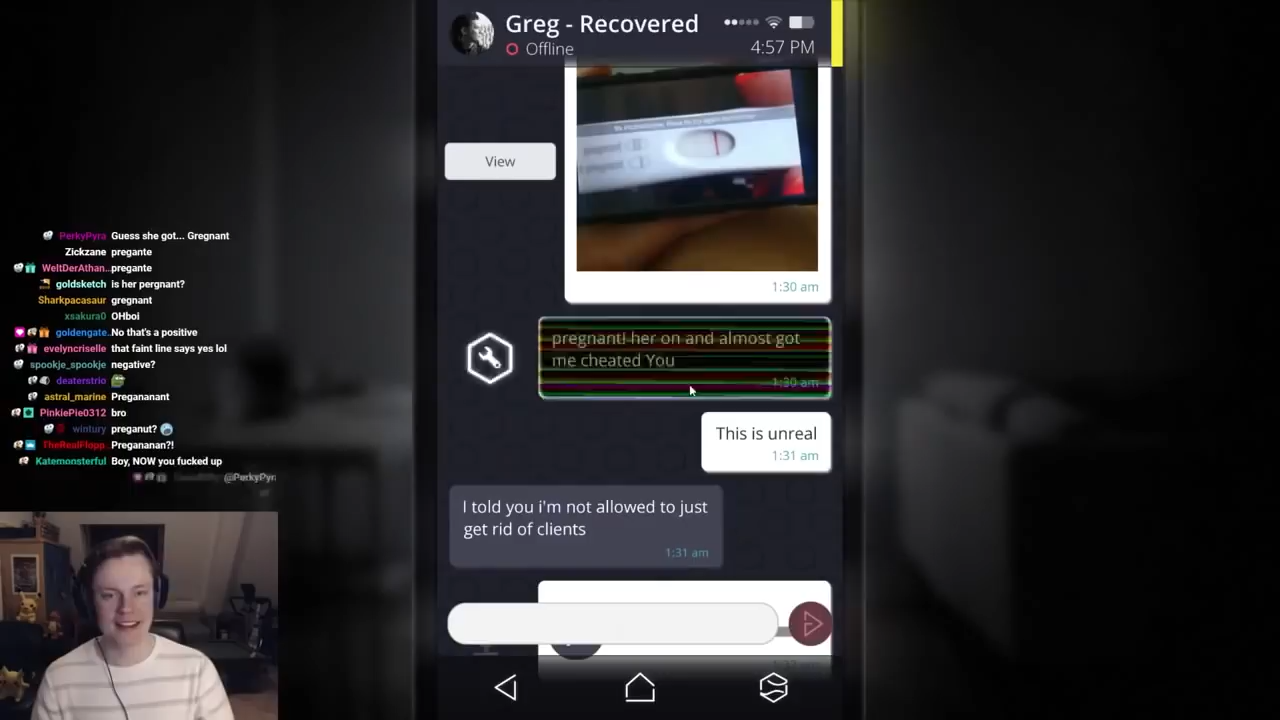 Greg - Recovered
Offline
4:57 PM
View
1:30 am
pregnant! her on and almost got
me cheated You
1:30 am
This is unreal
1:31 am
I told you i'm not allowed to just
get rid of clients
1:31 am
PerkyPyra Guess she got... Gregnant
Zickzane pregante
WeltDerAthan... pregante
goldsketch is her pergnant?
Sharkpacasaur gregnant
xsakura0 OHboi
goldengate.. No that's a positive
evelyncriselle that faint line says yes lol
spookje_spookje negative?
deaterstrio
astral_marine Pregananant
PinkiePie0312 bro
wintury preganut?
TheRealFlopp.. Pregananan?!
Katemonsterful Boy, NOW you fucked up
@PerkyPyr